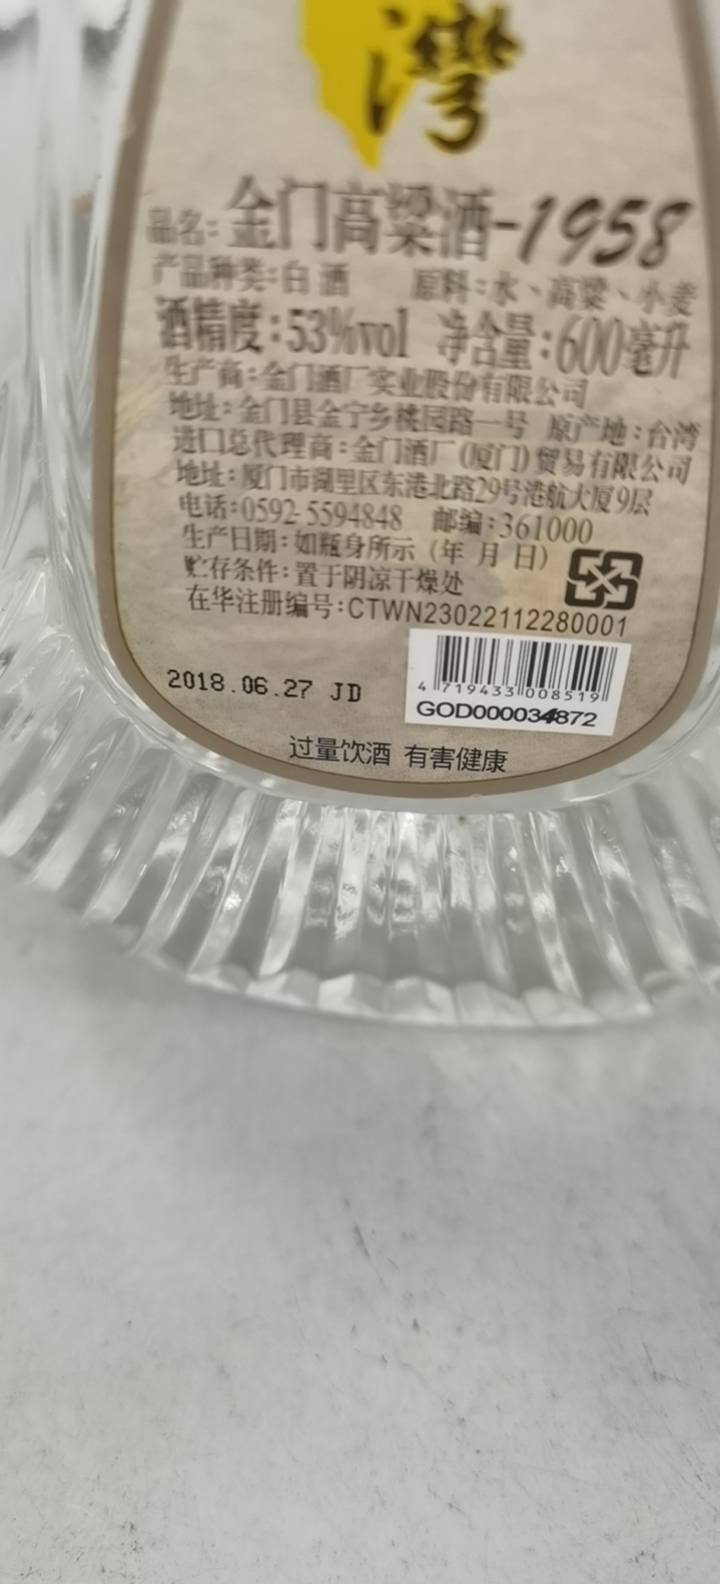 灣
品名:金门高粱酒-1958
产品种类:白 酒 原料:水、高粱、小麦
酒精度:53%vol 净含量:600毫升
生产商:金门酒厂实业股份有限公司
地址:金门县金宁乡桃园路一号 原产地:台湾
进口总代理商:金门酒厂(厦门)贸易有限公司
地址:厦门市湖里区东港北路29号港航大厦9层
电话:0592-5594848 邮编:361000
生产日期:如瓶身所示（年 月 日）
贮存条件:置于阴凉干燥处
在华注册编号:CTWN23022112280001
2018.06.27 JD
4 719433 008519
GOD000034872
过量饮酒 有害健康